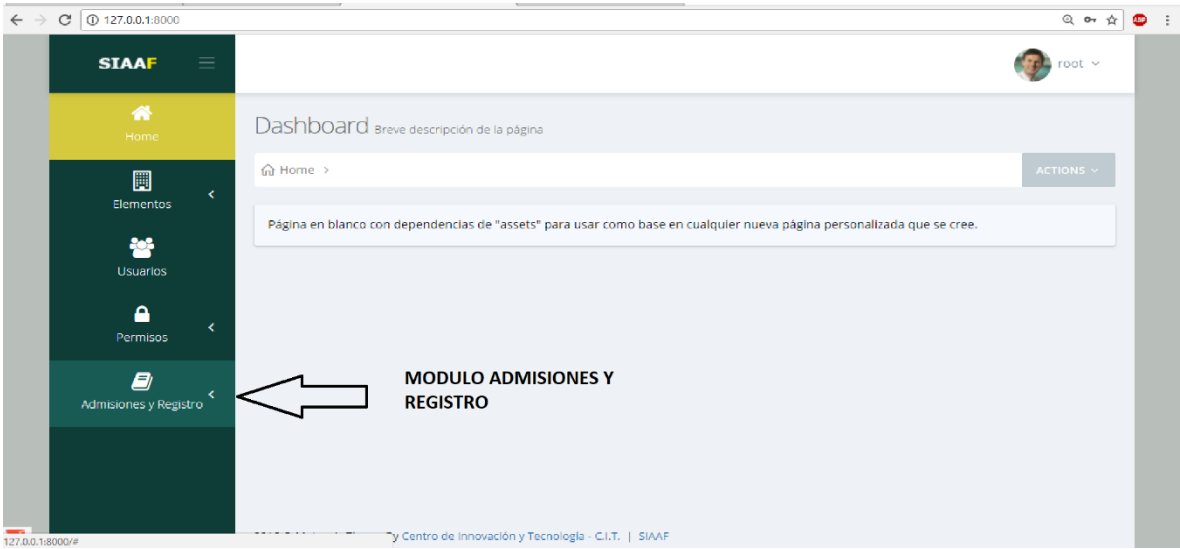 127.0.0.1:8000
ABP
SIAAF
root
Home
Dashboard Breve descripción de la página
Home >
ACTIONS
Elementos
Página en blanco con dependencias de "assets" para usar como base en cualquier nueva página personalizada que se cree.
Usuarios
Permisos
MODULO ADMISIONES Y
REGISTRO
Admisiones y Registro
Centro de Innovación y Tecnología - C.I.T. | SIAAF
127.0.0.1:8000/#